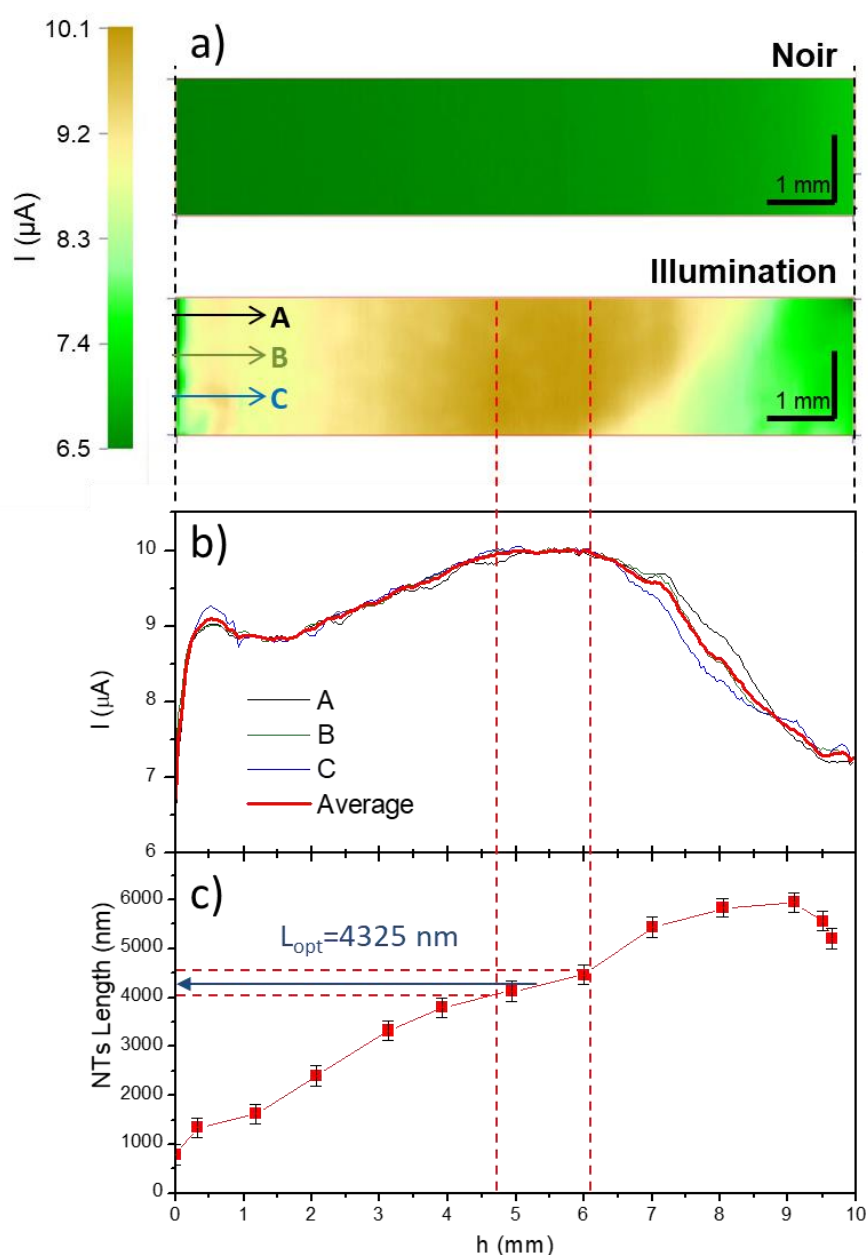 a)
Noir
10.1
9.2
8.3
7.4
6.5
I (μA)
1 mm
Illumination
A
B
C
1 mm
b)
10
9
8
7
6
I (μA)
A
B
C
Average
c)
6000
5000
4000
3000
2000
1000
0
NTs Length (nm)
Lopt=4325 nm
0 1 2 3 4 5 6 7 8 9 10
h (mm)